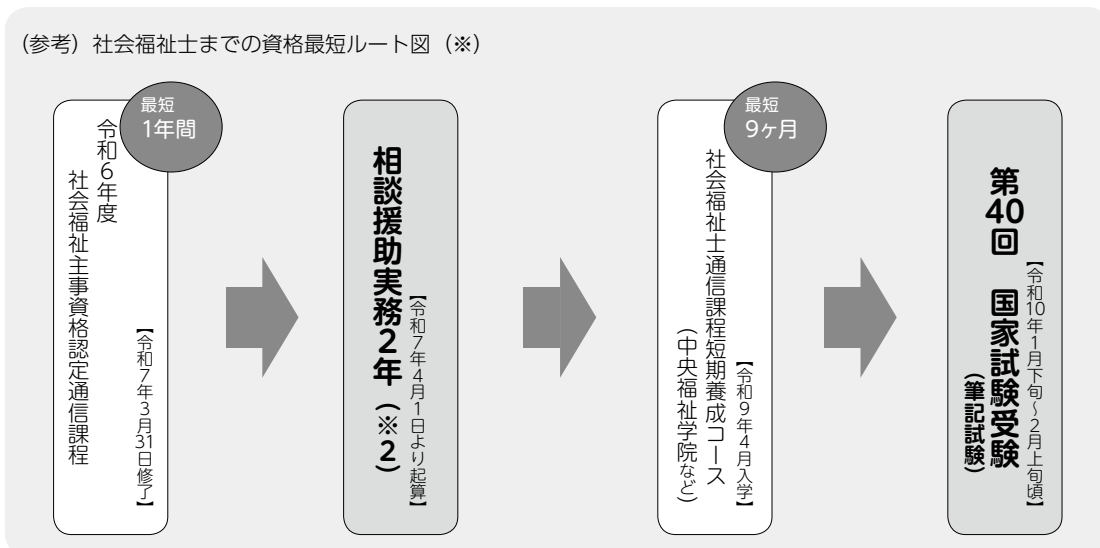 (参考) 社会福祉士までの資格最短ルート図 (※)
最短
1年間
令和6年度
社会福祉主事資格認定通信課程
【令和7年3月31日修了】
相談援助実務2年(※2)
【令和7年4月1日より起算】
最短
9ヶ月
社会福祉士通信課程短期養成コース
(中央福祉学院など)
【令和9年4月入学】
第40回 国家試験受験
(筆記試験)
【令和10年1月下旬~2月上旬頃】